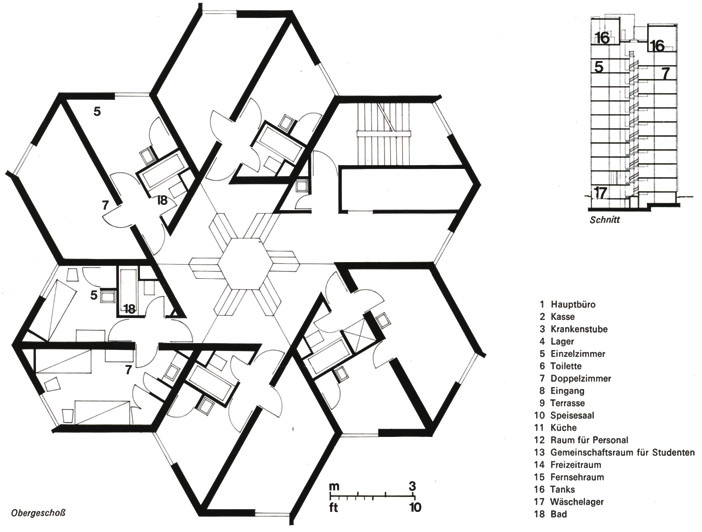 16
16
5
7
17
Schnitt
5
7
18
5
18
7
1 Hauptbüro
2 Kasse
3 Krankenstube
4 Lager
5 Einzelzimmer
6 Toilette
7 Doppelzimmer
8 Eingang
9 Terrasse
10 Speisesaal
11 Küche
12 Raum für Personal
13 Gemeinschaftsraum für Studenten
14 Freizeitraum
15 Fernsehraum
16 Tanks
17 Wäschelager
18 Bad
m 3
ft 10
Obergeschoß